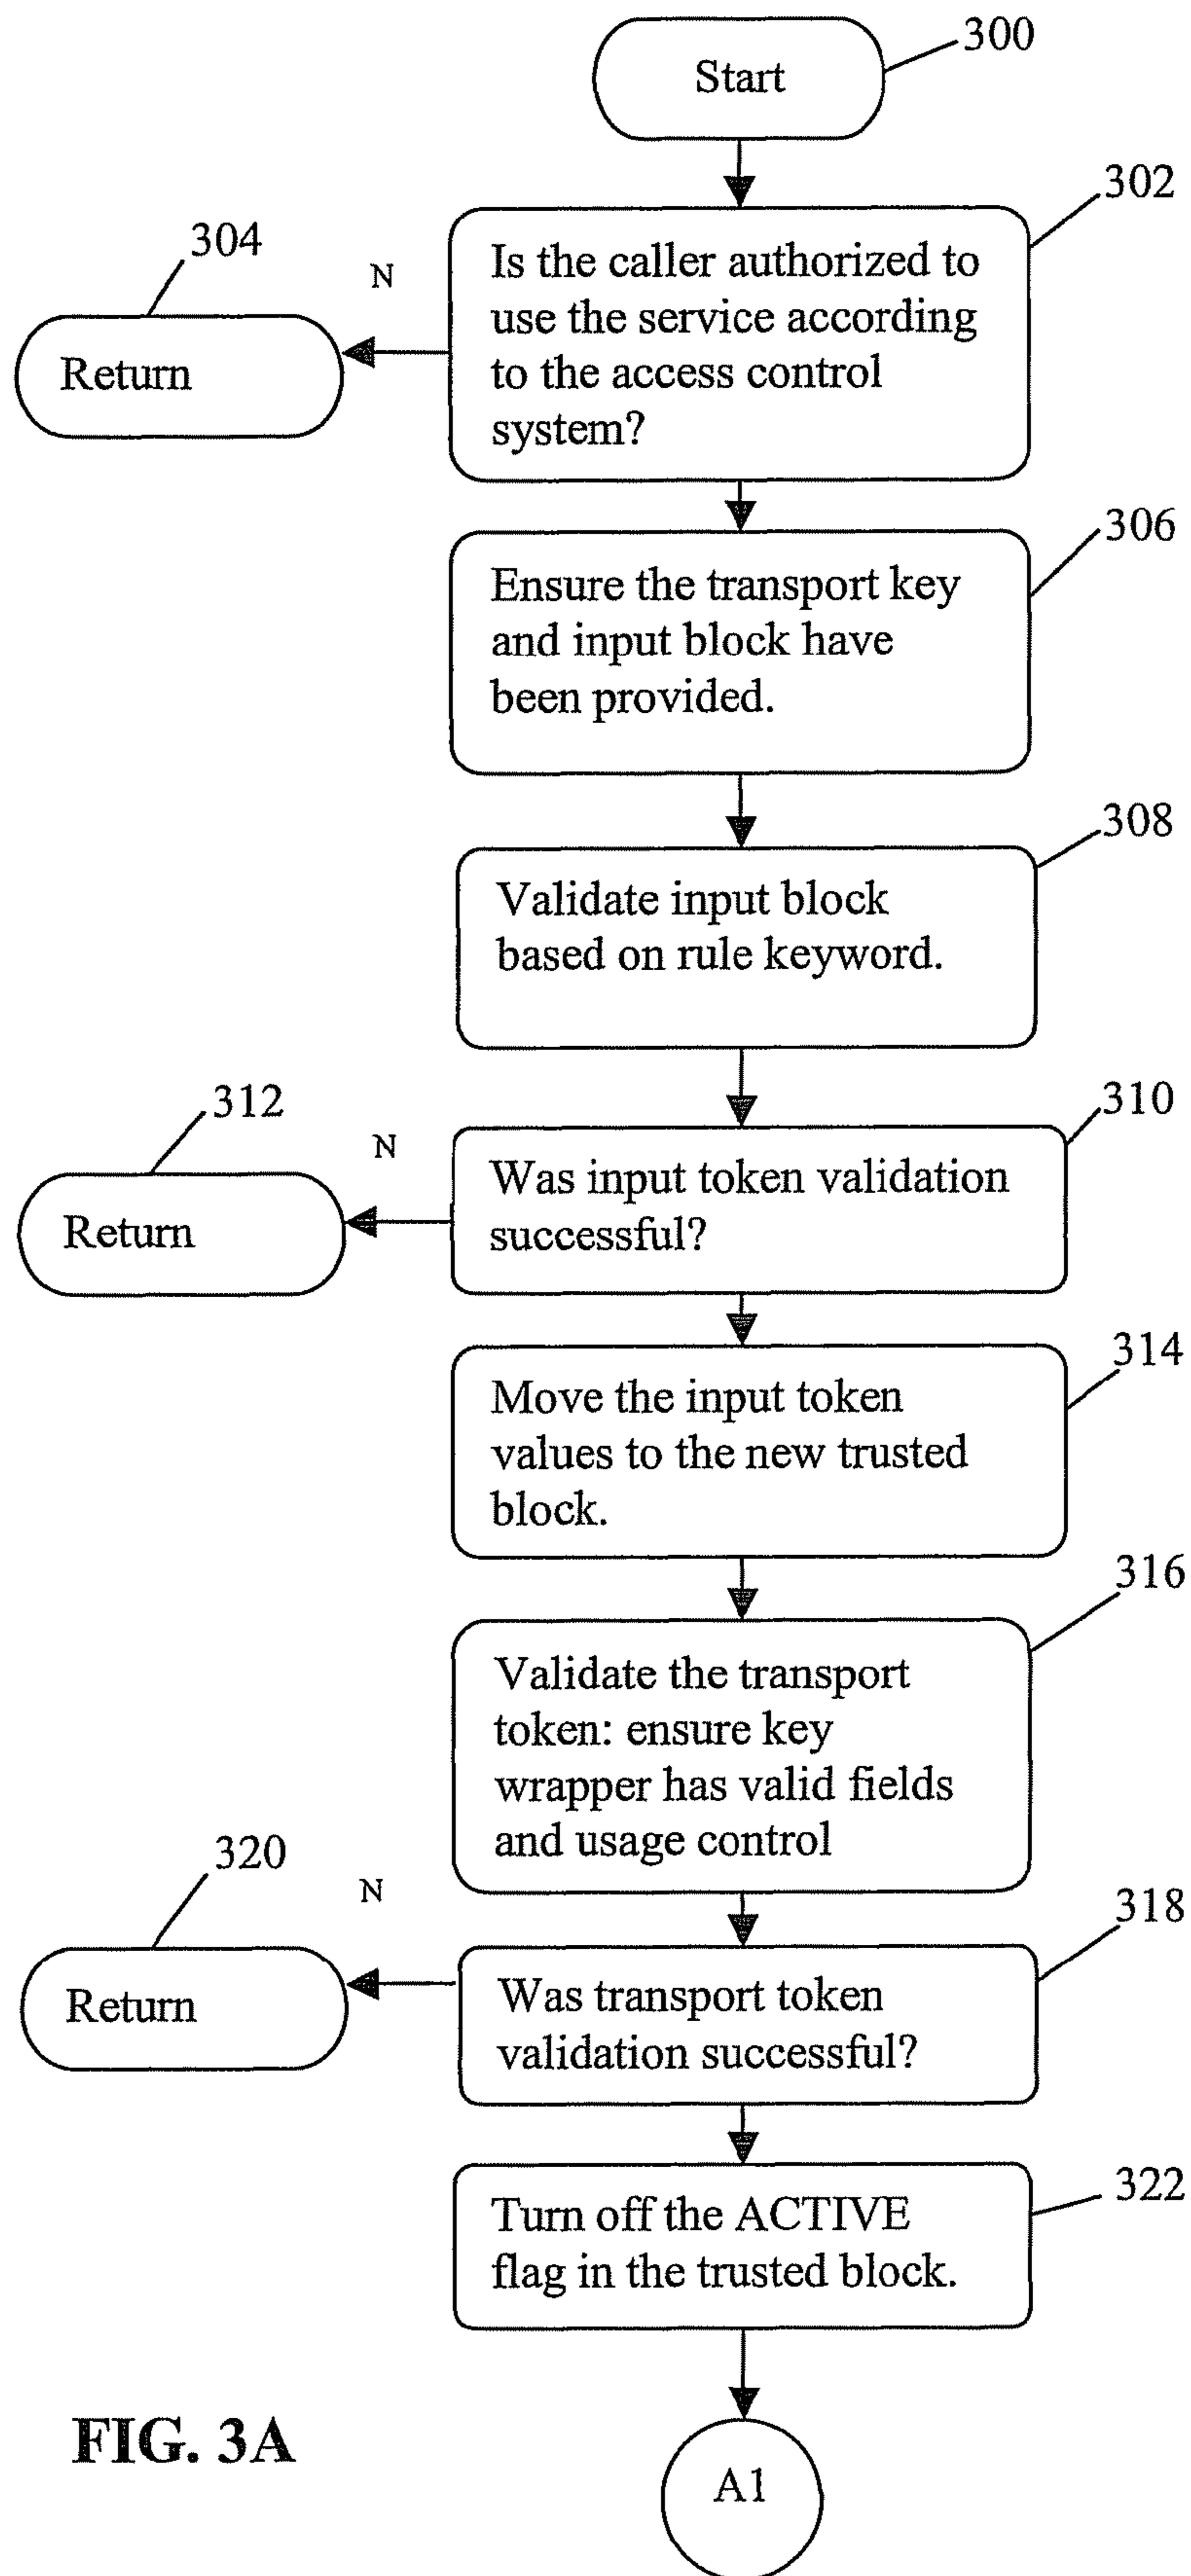 300
Start
302
304
N
Is the caller authorized to
use the service according
to the access control
system?
Return
306
Ensure the transport key
and input block have
been provided.
308
Validate input block
based on rule keyword.
310
312
N
Was input token validation
successful?
Return
314
Move the input token
values to the new trusted
block.
316
Validate the transport
token: ensure key
wrapper has valid fields
and usage control
320
N
318
Was transport token
validation successful?
Return
322
Turn off the ACTIVE
flag in the trusted block.
FIG. 3A
A1